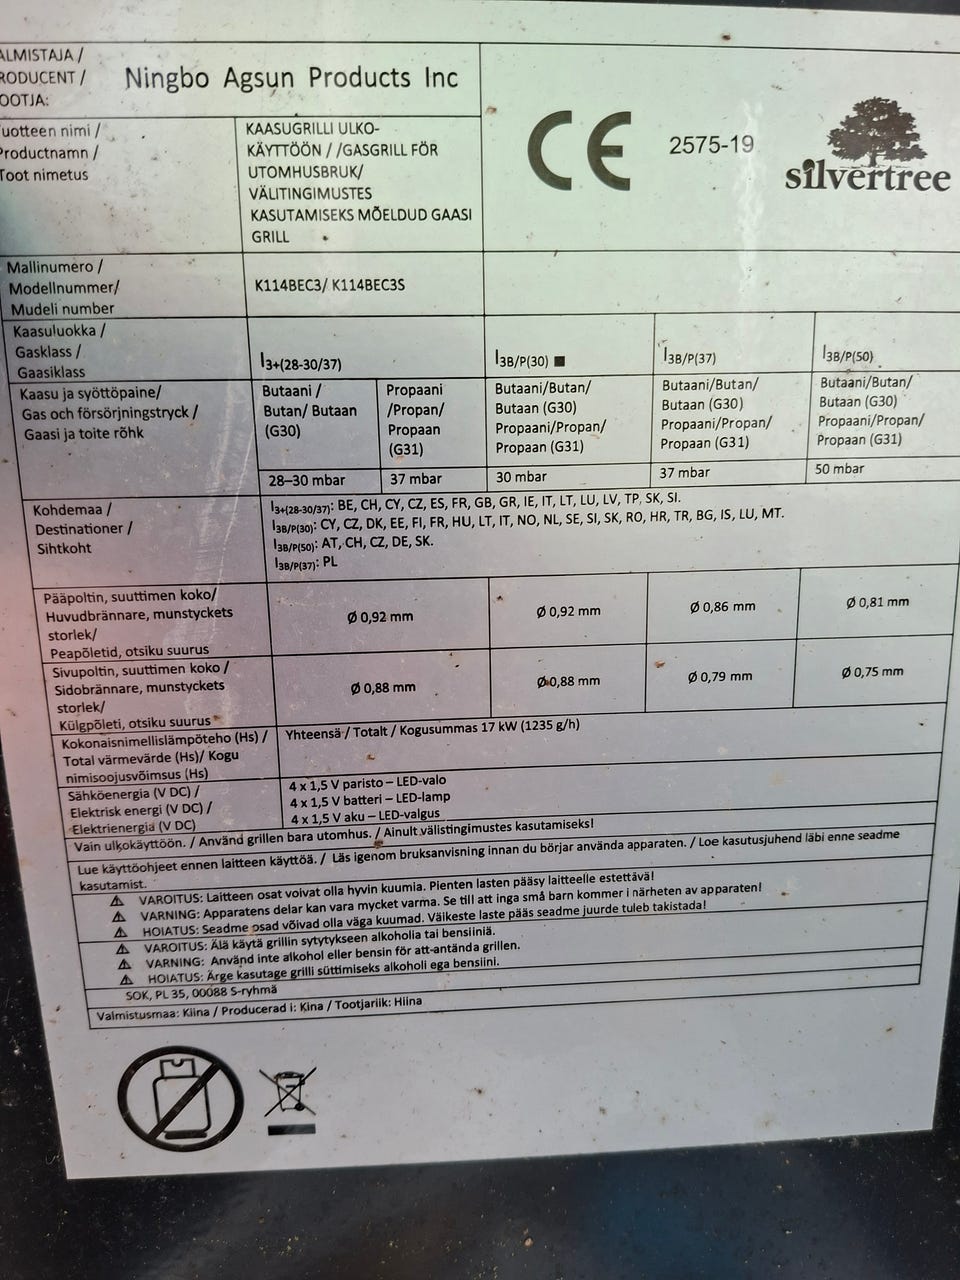 ALMISTAJA /
RODUCENT /
OOTJA:
Ningbo Agsun Products Inc
CE
2575-19
silvertree
uotteen nimi /
Productnamn /
Toot nimetus
KAASUGRILLI ULKO-
KÄYTTÖÖN / /GASGRILL FÖR
UTOMHUSBRUK/
VÄLITINGIMUSTES
KASUTAMISEKS MÕELDUD GAASI
GRILL
Mallinumero /
Modellnummer/
Mudeli number
K114BEC3/ K114BEC3S
Kaasuluokka /
Gasklass /
Gaasiklass
I3+(28-30/37)
I3B/P(30) ■
I3B/P(37)
I3B/P(50)
Kaasu ja syöttöpaine/
Gas och försörjningstryck /
Gaasi ja toite rõhk
Butaani /
Butan/ Butaan
(G30)
Propaani
/Propan/
Propaan
(G31)
Butaani/Butan/
Butaan (G30)
Propaani/Propan/
Propaan (G31)
Butaani/Butan/
Butaan (G30)
Propaani/Propan/
Propaan (G31)
Butaani/Butan/
Butaan (G30)
Propaani/Propan/
Propaan (G31)
28–30 mbar
37 mbar
30 mbar
37 mbar
50 mbar
Kohdemaa /
Destinationer /
Sihtkoht
I3+(28-30/37): BE, CH, CY, CZ, ES, FR, GB, GR, IE, IT, LT, LU, LV, TP, SK, SI.
I3B/P(30): CY, CZ, DK, EE, FI, FR, HU, LT, IT, NO, NL, SE, SI, SK, RO, HR, TR, BG, IS, LU, MT.
I3B/P(50): AT, CH, CZ, DE, SK.
I3B/P(37): PL
Pääpoltin, suuttimen koko/
Huvudbrännare, munstyckets
storlek/
Peapõletid, otsiku suurus
Ø 0,92 mm
Ø 0,92 mm
Ø 0,86 mm
Ø 0,81 mm
Sivupoltin, suuttimen koko /
Sidobrännare, munstyckets
storlek/
Külgpõleti, otsiku suurus
Ø 0,88 mm
Ø 0,88 mm
Ø 0,79 mm
Ø 0,75 mm
Kokonaisnimellislämpöteho (Hs) /
Total värmevärde (Hs)/ Kogu
nimisoojusvõimsus (Hs)
Yhteensä / Totalt / Kogusummas 17 kW (1235 g/h)
Sähköenergia (V DC) /
Elektrisk energi (V DC) /
Elektrienergia (V DC)
4 x 1,5 V paristo – LED-valo
4 x 1,5 V batteri – LED-lamp
4 x 1,5 V aku – LED-valgus
Vain ulkokäyttöön. / Använd grillen bara utomhus. / Ainult välistingimustes kasutamiseks!
Lue käyttöohjeet ennen laitteen käyttöä. / Läs igenom bruksanvisning innan du börjar använda apparaten. / Loe kasutusjuhend läbi enne seadme
kasutamist.
⚠ VAROITUS: Laitteen osat voivat olla hyvin kuumia. Pienten lasten pääsy laitteelle estettävä!
⚠ VARNING: Apparatens delar kan vara mycket varma. Se till att inga små barn kommer i närheten av apparaten!
⚠ HOIATUS: Seadme osad võivad olla väga kuumad. Väikeste laste pääs seadme juurde tuleb takistada!
⚠ VAROITUS: Älä käytä grillin sytytykseen alkoholia tai bensiiniä.
⚠ VARNING: Använd inte alkohol eller bensin för att-antända grillen.
⚠ HOIATUS: Ärge kasutage grilli süttimiseks alkoholi ega bensiini.
SOK, PL 35, 00088 S-ryhmä
Valmistusmaa: Kiina / Producerad i: Kina / Tootjariik: Hiina